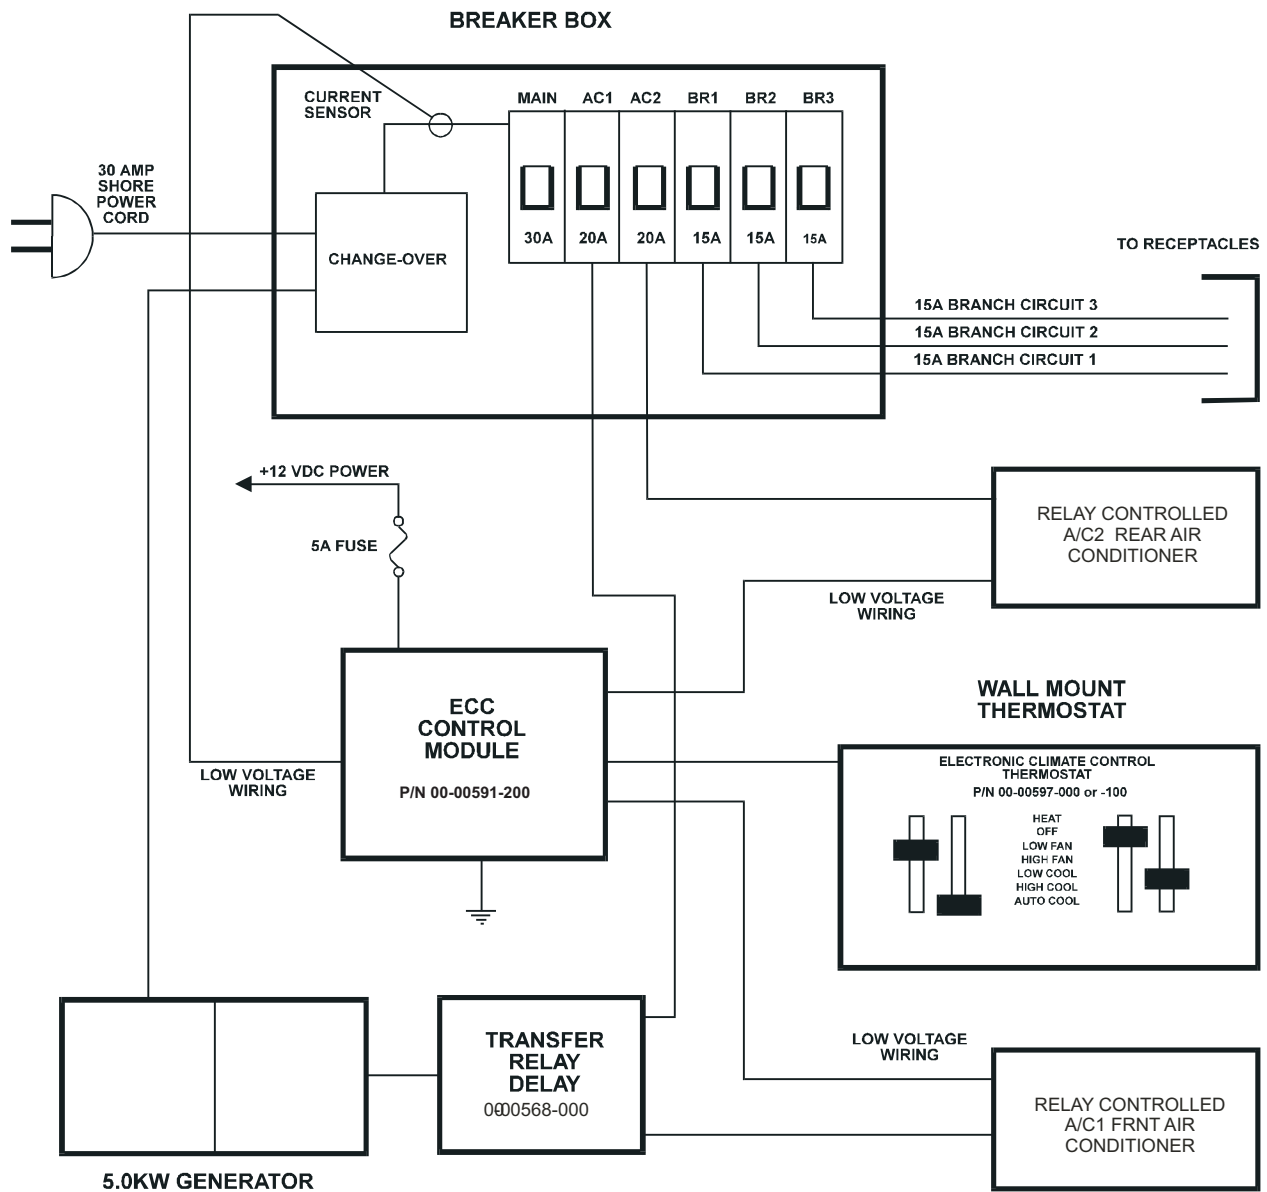 BREAKER BOX
CURRENT
SENSOR
MAIN AC1 AC2 BR1 BR2 BR3
30 AMP
SHORE
POWER
CORD
30A 20A 20A 15A 15A 15A
CHANGE-OVER
TO RECEPTACLES
15A BRANCH CIRCUIT 3
15A BRANCH CIRCUIT 2
15A BRANCH CIRCUIT 1
+12 VDC POWER
5A FUSE
RELAY CONTROLLED
A/C2 REAR AIR
CONDITIONER
LOW VOLTAGE
WIRING
ECC
CONTROL
MODULE
P/N 00-00591-200
LOW VOLTAGE
WIRING
WALL MOUNT
THERMOSTAT
ELECTRONIC CLIMATE CONTROL
THERMOSTAT
P/N 00-00597-000 or -100
HEAT
OFF
LOW FAN
HIGH FAN
LOW COOL
HIGH COOL
AUTO COOL
TRANSFER
RELAY
DELAY
00-00568-000
LOW VOLTAGE
WIRING
RELAY CONTROLLED
A/C1 FRNT AIR
CONDITIONER
5.0KW GENERATOR